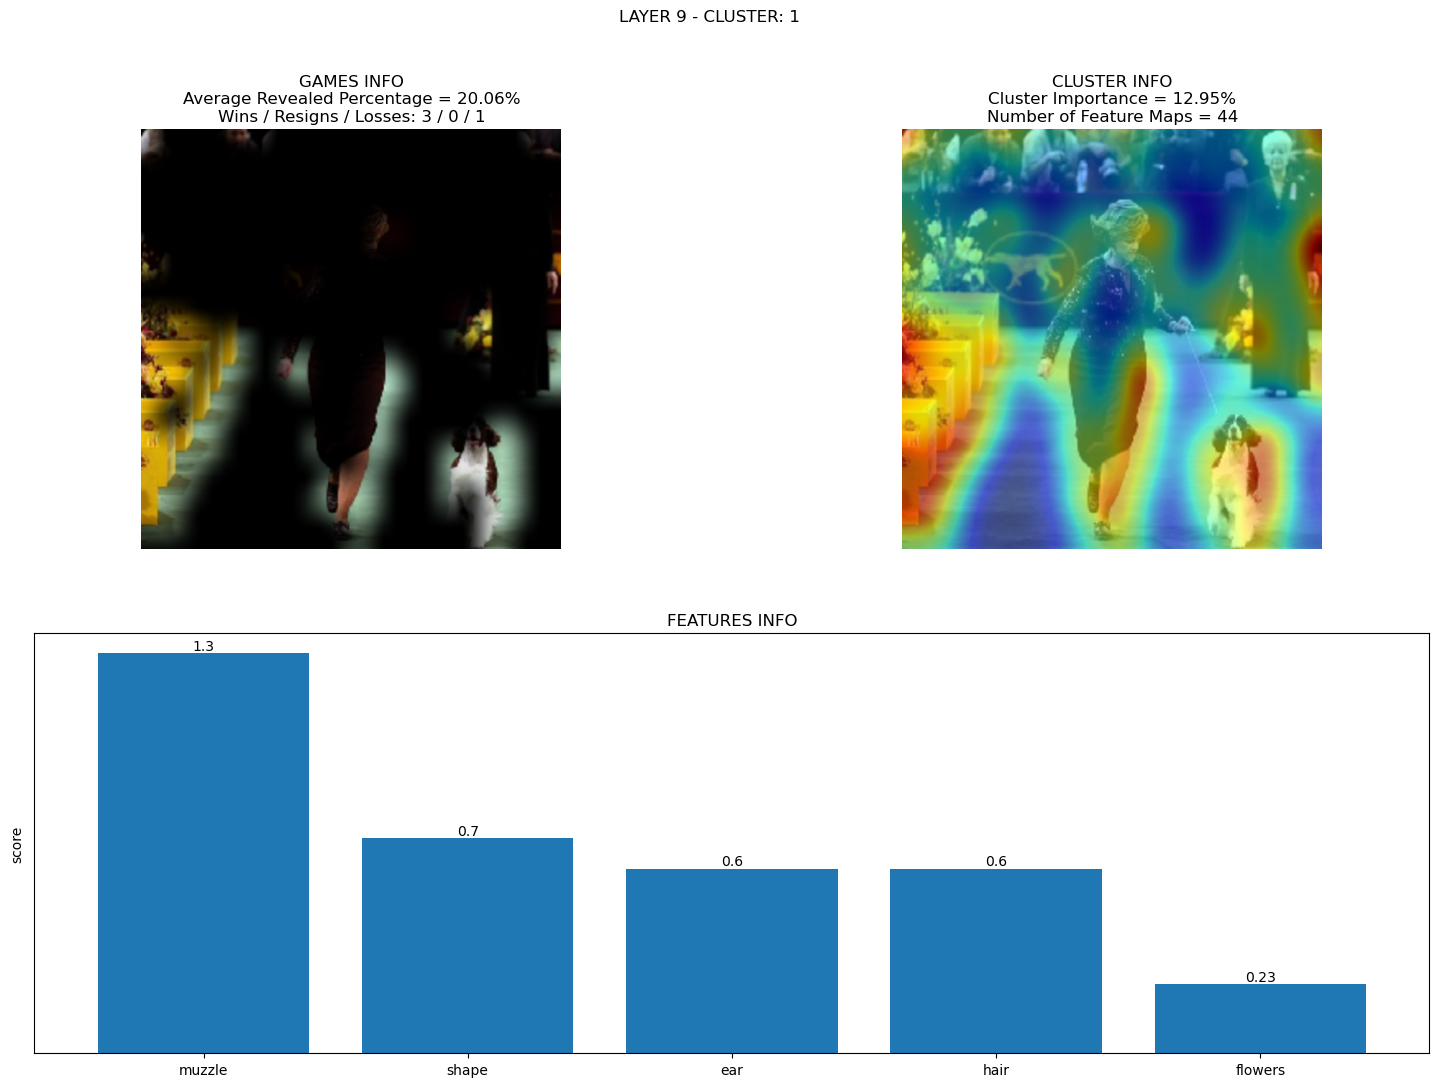 LAYER 9 - CLUSTER: 1
GAMES INFO
Average Revealed Percentage = 20.06%
Wins / Resigns / Losses: 3 / 0 / 1
CLUSTER INFO
Cluster Importance = 12.95%
Number of Feature Maps = 44
FEATURES INFO
score
1.3
0.7
0.6
0.6
0.23
muzzle
shape
ear
hair
flowers